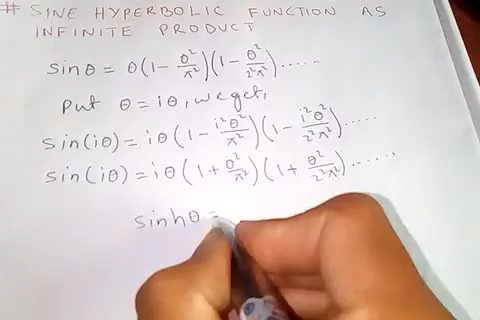 # SINE HYPERBOLIC FUNCTION AS
INFINITE PRODUCT
sinθ = θ(1 - θ²/π²)(1 - θ²/2²π²)......
Put θ = iθ, we get,
sin(iθ) = iθ(1 - i²θ²/π²)(1 - i²θ²/2²π²).....
sin(iθ) = iθ(1 + θ²/π²)(1 + θ²/2²π²)......
sinhθ =